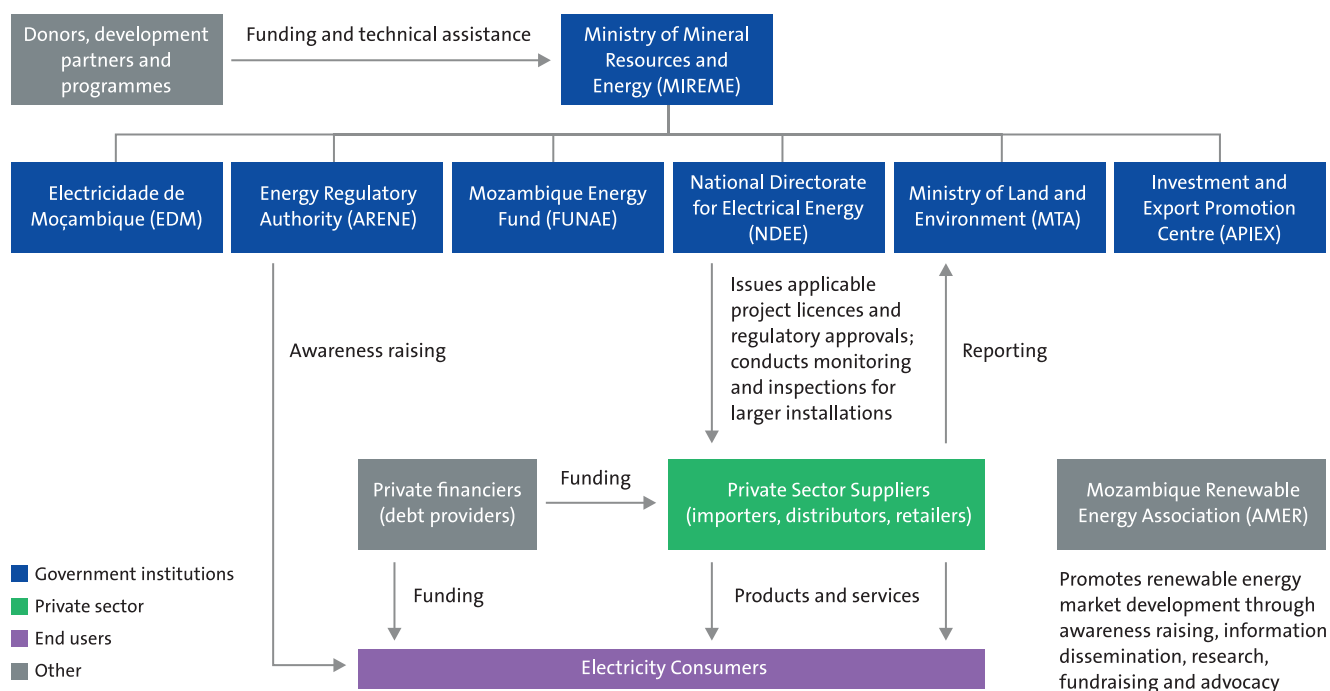 Donors, development
partners and
programmes
Funding and technical assistance
Ministry of Mineral
Resources and
Energy (MIREME)
Electricidade de
Moçambique (EDM)
Energy Regulatory
Authority (ARENE)
Mozambique Energy
Fund (FUNAE)
National Directorate
for Electrical Energy
(NDEE)
Ministry of Land and
Environment (MTA)
Investment and
Export Promotion
Centre (APIEX)
Awareness raising
Issues applicable
project licences and
regulatory approvals;
conducts monitoring
and inspections for
larger installations
Reporting
Private financiers
(debt providers)
Funding
Private Sector Suppliers
(importers, distributors, retailers)
Mozambique Renewable
Energy Association (AMER)
Funding
Products and services
Promotes renewable energy
market development through
awareness raising, information
dissemination, research,
fundraising and advocacy
Government institutions
Private sector
End users
Other
Electricity Consumers